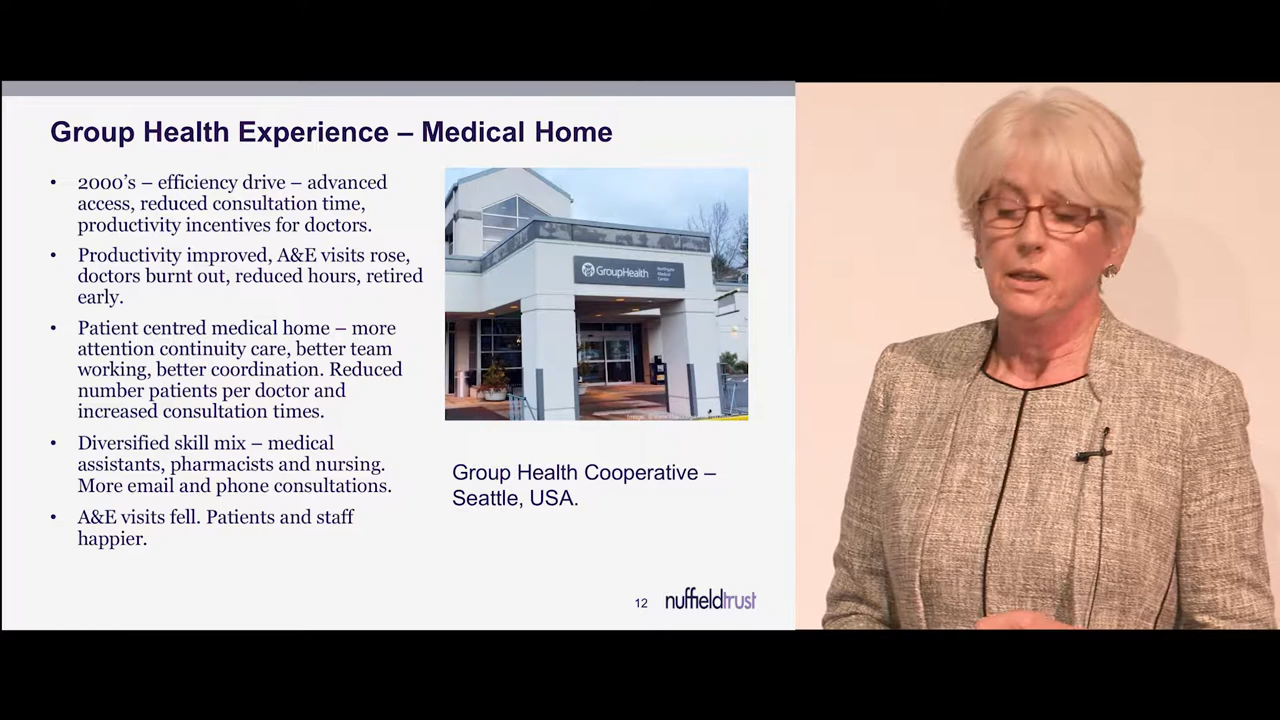 Group Health Experience – Medical Home
• 2000's – efficiency drive – advanced
access, reduced consultation time,
productivity incentives for doctors.
• Productivity improved, A&E visits rose,
doctors burnt out, reduced hours, retired
early.
• Patient centred medical home – more
attention continuity care, better team
working, better coordination. Reduced
number patients per doctor and
increased consultation times.
• Diversified skill mix – medical
assistants, pharmacists and nursing.
More email and phone consultations.
• A&E visits fell. Patients and staff
happier.
GroupHealth
Northgate
Medical
Center
Group Health Cooperative –
Seattle, USA.
12
nuffieldtrust